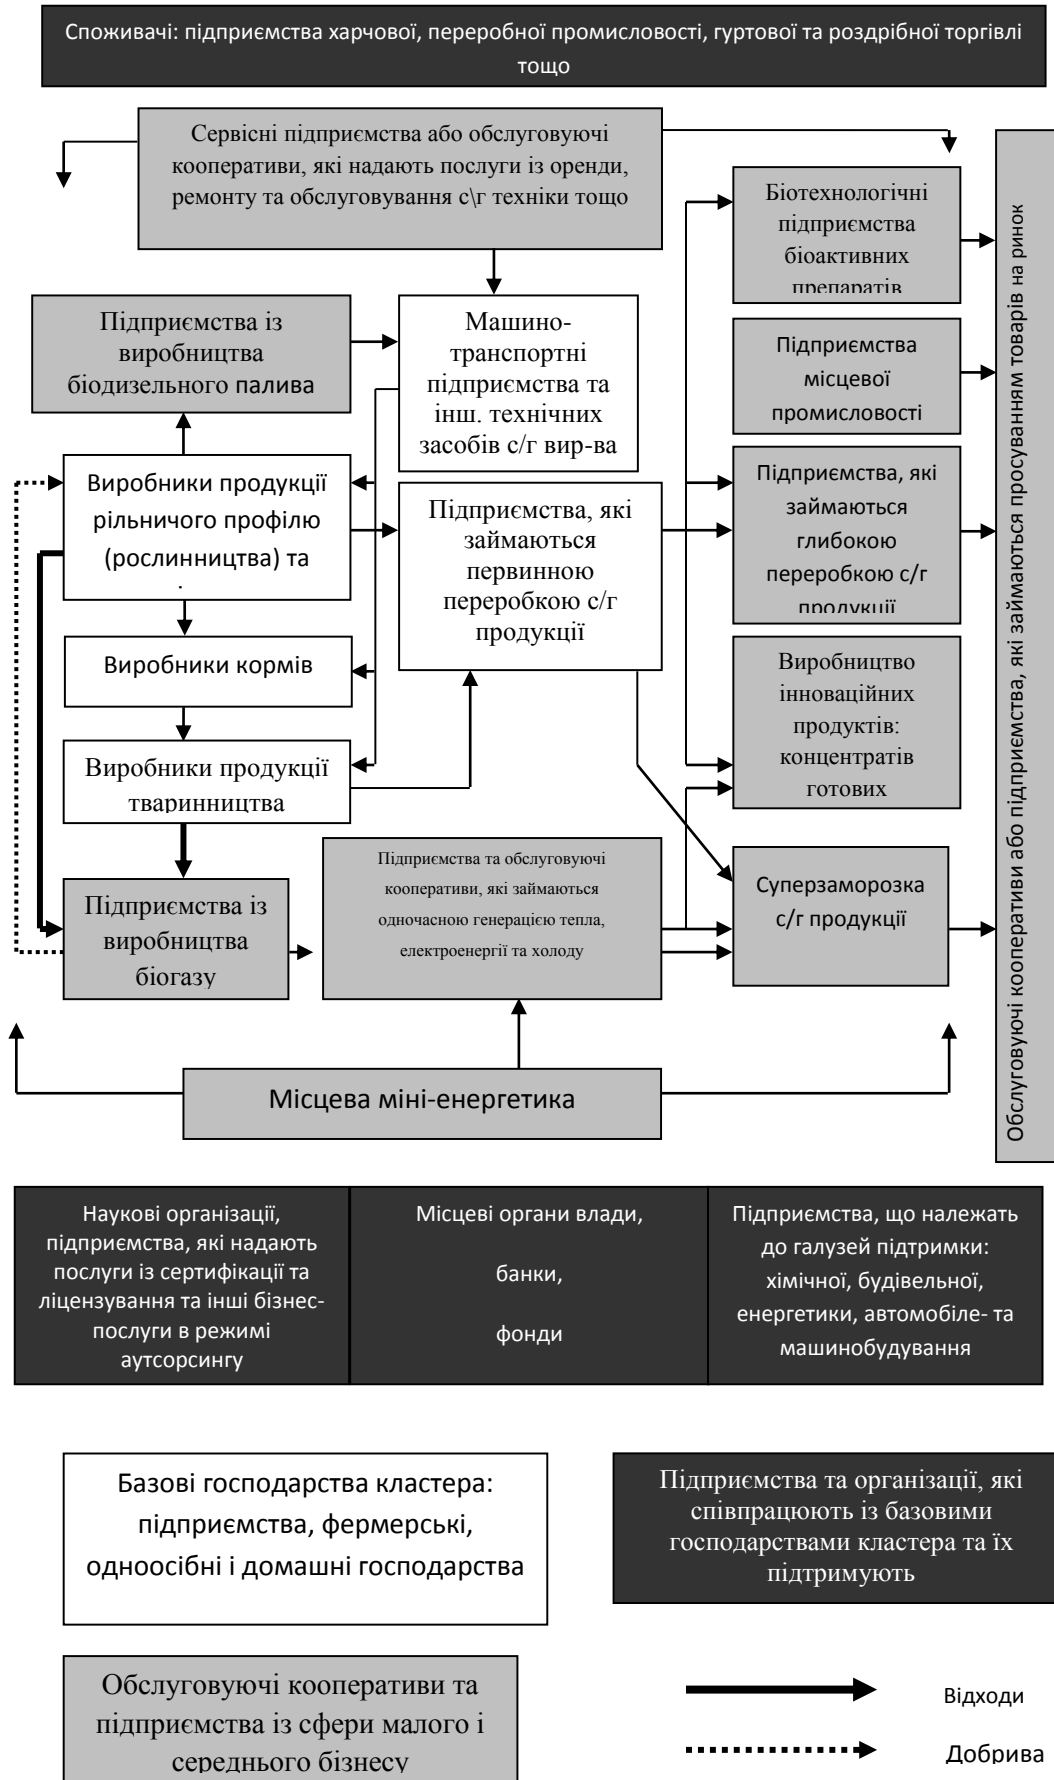 Споживачі: підприємства харчової, переробної промисловості, гуртової та роздрібної торгівлі
тощо
Сервісні підприємства або обслуговуючі
кооперативи, які надають послуги із оренди,
ремонту та обслуговування с\г техніки тощо
Біотехнологічні
підприємства
біоактивних
препаратів
Підприємства із
виробництва
біодизельного палива
Машино-
транспортні
підприємства та
інш. технічних
засобів с/г вир-ва
Підприємства
місцевої
промисловості
Виробники продукції
рільничого профілю
(рослинництва) та
Підприємства, які
займаються
первинною
переробкою с/г
продукції
Підприємства, які
займаються
глибокою
переробкою с/г
продукції
Виробники кормів
Виробництво
інноваційних
продуктів:
концентратів
готових
Виробники продукції
тваринництва
Підприємства із
виробництва
біогазу
Підприємства та обслуговуючі
кооперативи, які займаються
одночасною генерацією тепла,
електроенергії та холоду
Суперзаморозка
с/г продукції
Обслуговуючі кооперативи або підприємства, які займаються просуванням товарів на ринок
Місцева міні-енергетика
Наукові організації,
підприємства, які надають
послуги із сертифікації та
ліцензування та інші бізнес-
послуги в режимі
аутсорсингу
Місцеві органи влади,
банки,
фонди
Підприємства, що належать
до галузей підтримки:
хімічної, будівельної,
енергетики, автомобіле- та
машинобудування
Базові господарства кластера:
підприємства, фермерські,
одноосібні і домашні господарства
Підприємства та організації, які
співпрацюють із базовими
господарствами кластера та їх
підтримують
Обслуговуючі кооперативи та
підприємства із сфери малого і
середнього бізнесу
Відходи
Добрива